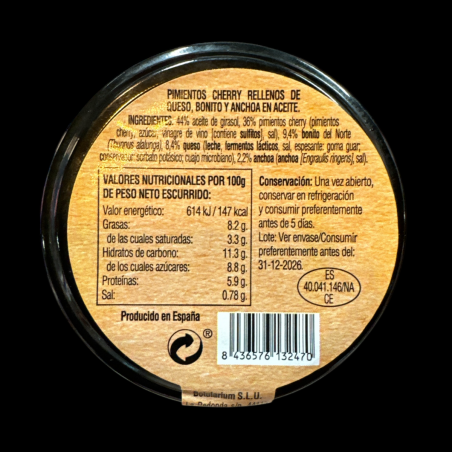 PIMIENTOS CHERRY RELLENOS DE
QUESO, BONITO Y ANCHOA EN ACEITE.
INGREDIENTES: 44% aceite de girasol, 36% pimientos cherry (pimientos
cherry, azúcar, vinagre de vino [contiene sulfitos], sal), 9,4% bonito del Norte
(Thunnus alalunga), 8,4% queso (leche, fermentos lácticos, sal, espesante: goma guar;
conservador: sorbato potásico; cuajo microbiano), 2,2% anchoa (anchoa [Engraulis ringens], sal).
VALORES NUTRICIONALES POR 100g
DE PESO NETO ESCURRIDO:
Valor energético: 614 kJ / 147 kcal
Grasas: 8.2 g.
de las cuales saturadas: 3.3 g.
Hidratos de carbono: 11.3 g.
de los cuales azúcares: 8.8 g.
Proteínas: 5.9 g.
Sal: 0.78 g.
Conservación: Una vez abierto,
conservar en refrigeración
y consumir preferentemente
antes de 5 días.
Lote: Ver envase/Consumir
preferentemente antes del:
31-12-2026.
ES
40.041.146/NA
CE
Producido en España
®
8 436576 132470
S.L.U.